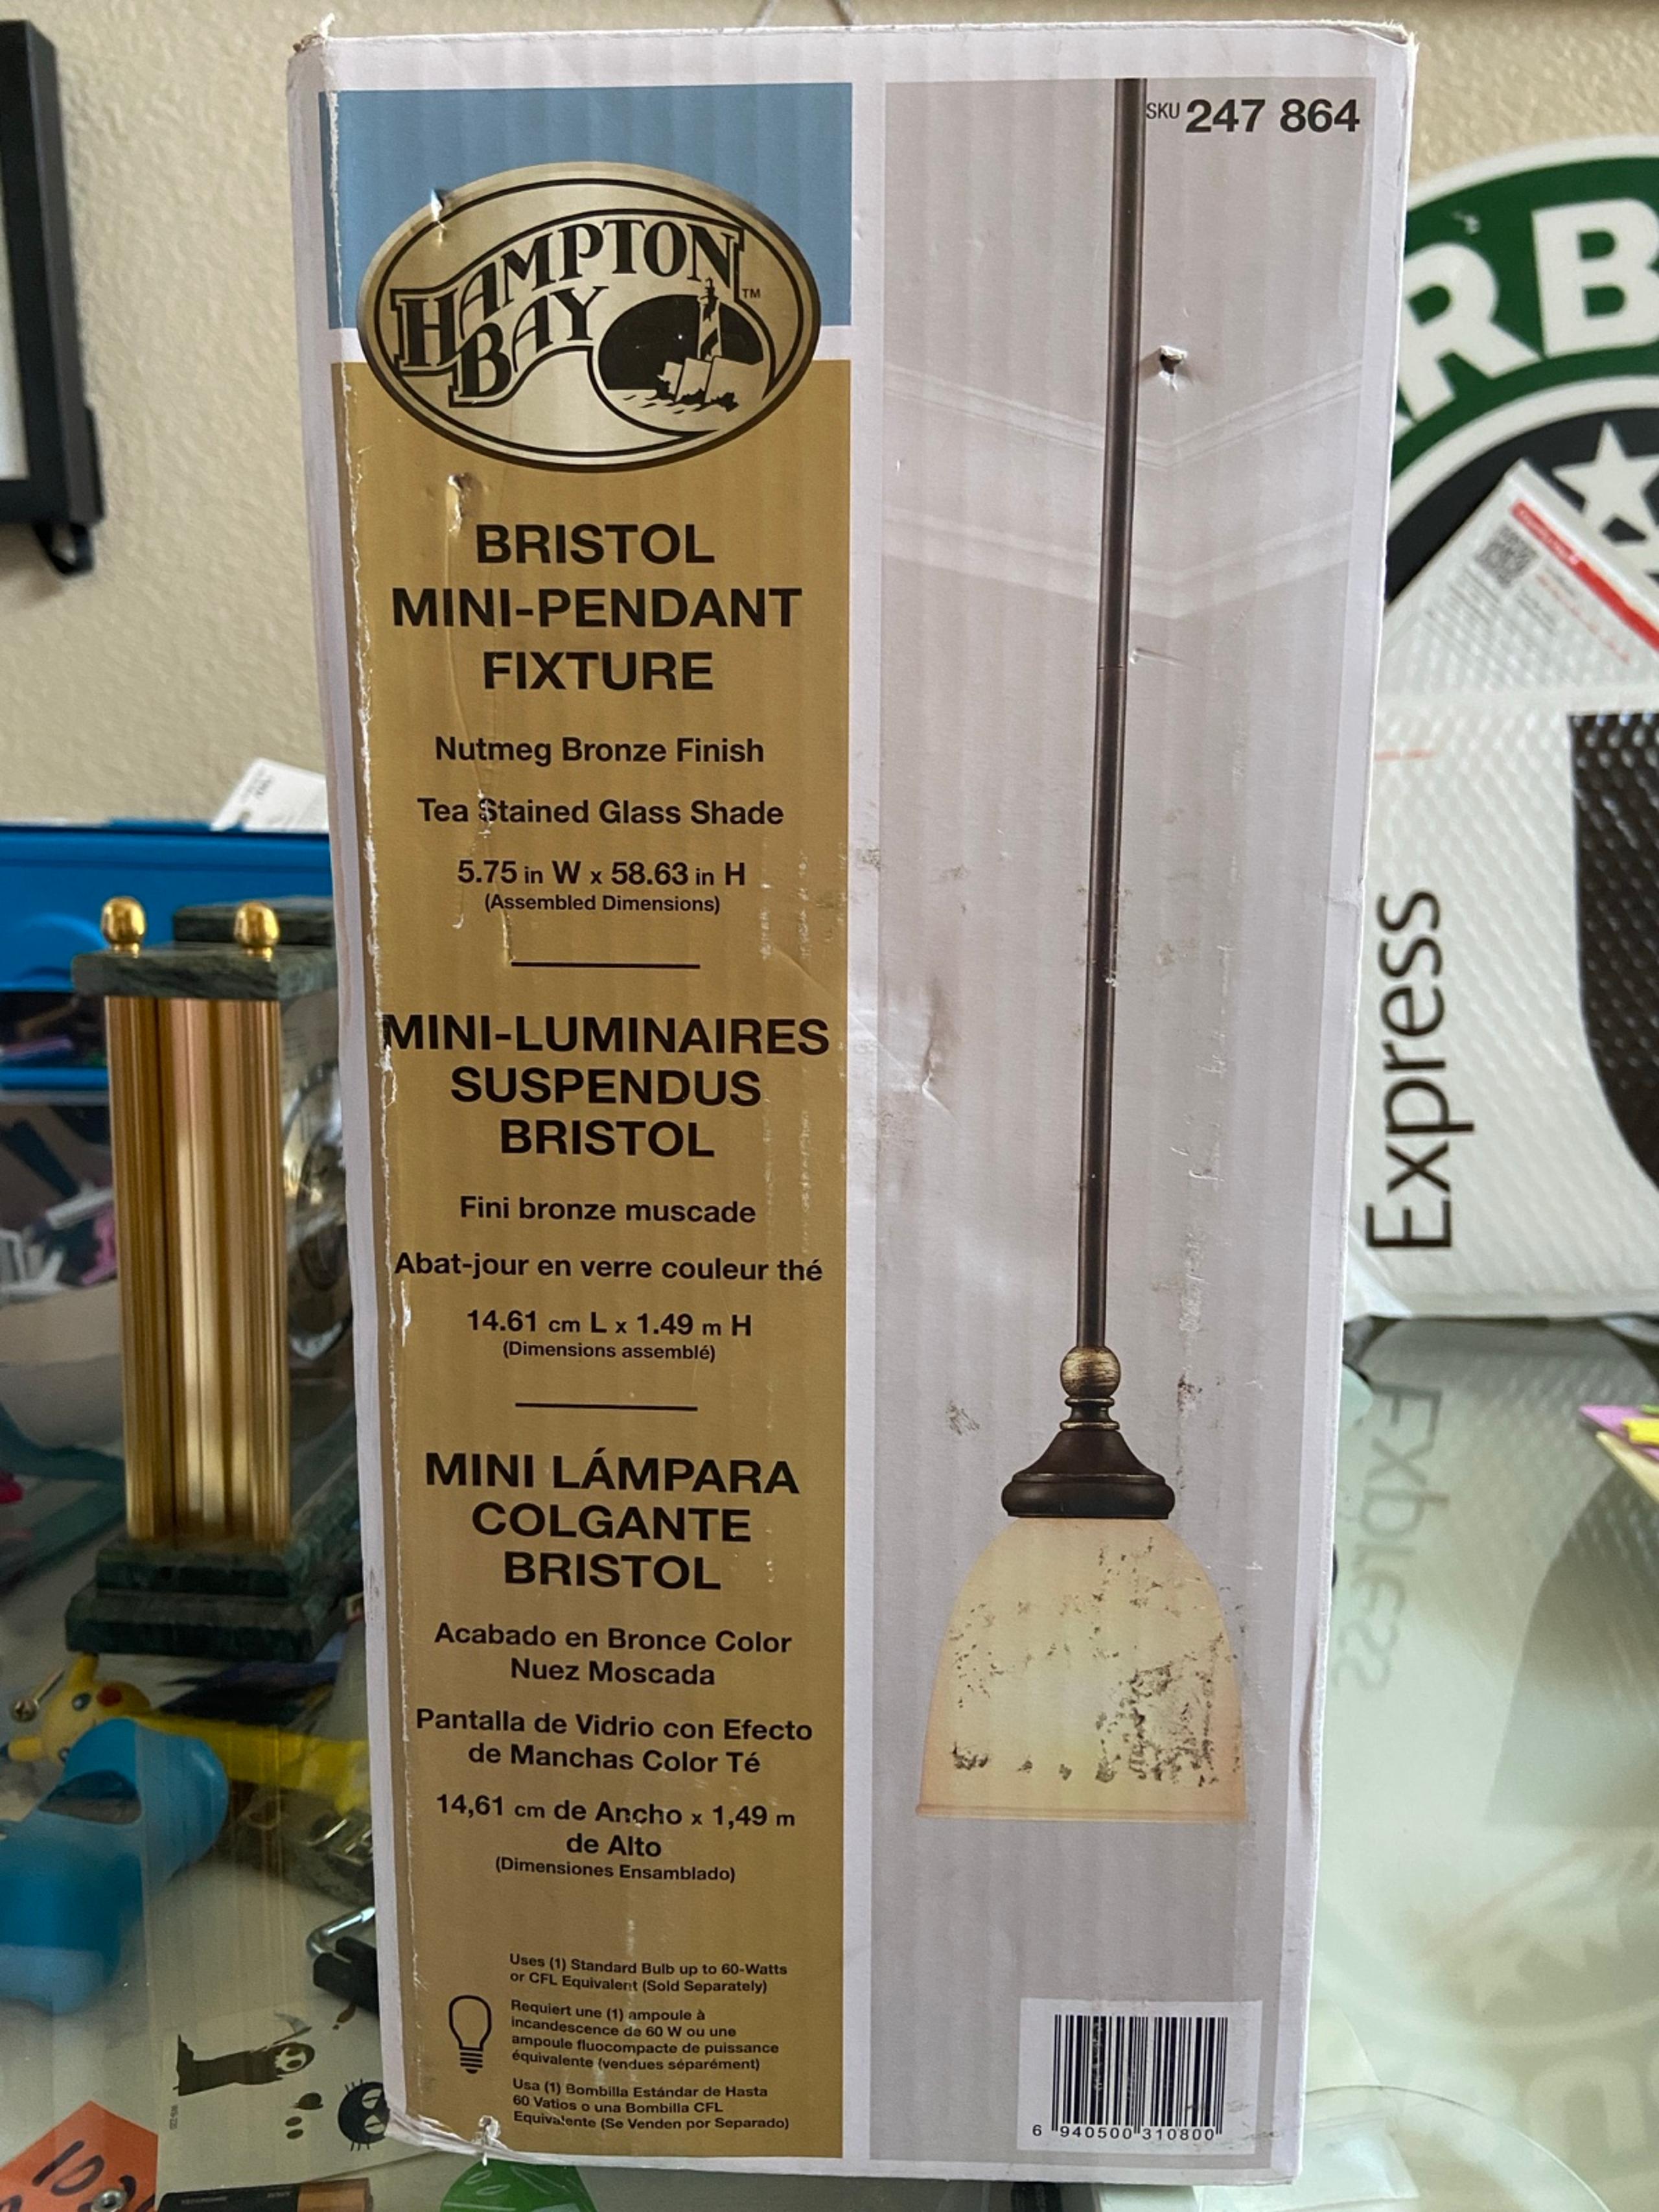 SKU 247 864
HAMPTON
BAY
TM
BRISTOL
MINI-PENDANT
FIXTURE
Nutmeg Bronze Finish
Tea Stained Glass Shade
5.75 in W x 58.63 in H
(Assembled Dimensions)
MINI-LUMINAIRES
SUSPENDUS
BRISTOL
Fini bronze muscade
Abat-jour en verre couleur thé
14.61 cm L x 1.49 m H
(Dimensions assemblé)
MINI LÁMPARA
COLGANTE
BRISTOL
Acabado en Bronce Color
Nuez Moscada
Pantalla de Vidrio con Efecto
de Manchas Color Té
14,61 cm de Ancho x 1,49 m
de Alto
(Dimensiones Ensamblado)
Uses (1) Standard Bulb up to 60-Watts
or CFL Equivalent (Sold Separately)
Requiert une (1) ampoule à
incandescence de 60 W ou une
ampoule fluocompacte de puissance
équivalente (vendues séparément)
Usa (1) Bombilla Estándar de Hasta
60 Vatios o una Bombilla CFL
Equivalente (Se Venden por Separado)
6 940500 310800
RB
Express